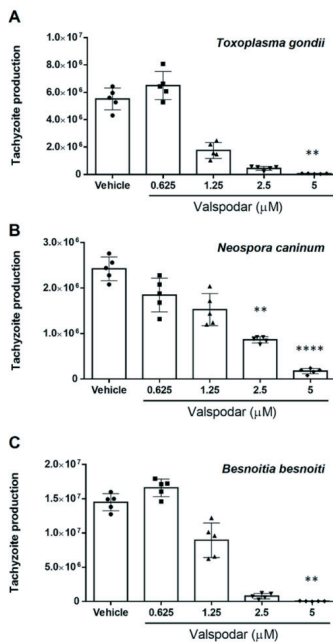 A
Toxoplasma gondii
Tachyzoite production
8.0×10⁶
6.0×10⁶
4.0×10⁶
2.0×10⁶
0
**
Vehicle 0.625 1.25 2.5 5
Valspodar (μM)
B
Neospora caninum
Tachyzoite production
3.0×10⁶
2.0×10⁶
1.0×10⁶
0
**
****
Vehicle 0.625 1.25 2.5 5
Valspodar (μM)
C
Besnoitia besnoiti
Tachyzoite production
2.0×10⁷
1.5×10⁷
1.0×10⁷
5.0×10⁶
0
**
Vehicle 0.625 1.25 2.5 5
Valspodar (μM)